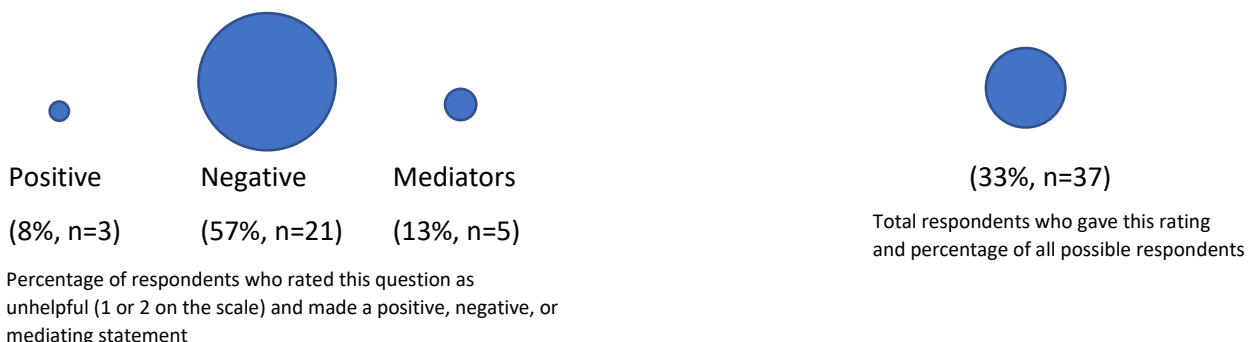 Positive
Negative
Mediators
(8%, n=3)
(57%, n=21)
(13%, n=5)
Percentage of respondents who rated this question as
unhelpful (1 or 2 on the scale) and made a positive, negative, or
mediating statement
(33%, n=37)
Total respondents who gave this rating
and percentage of all possible respondents